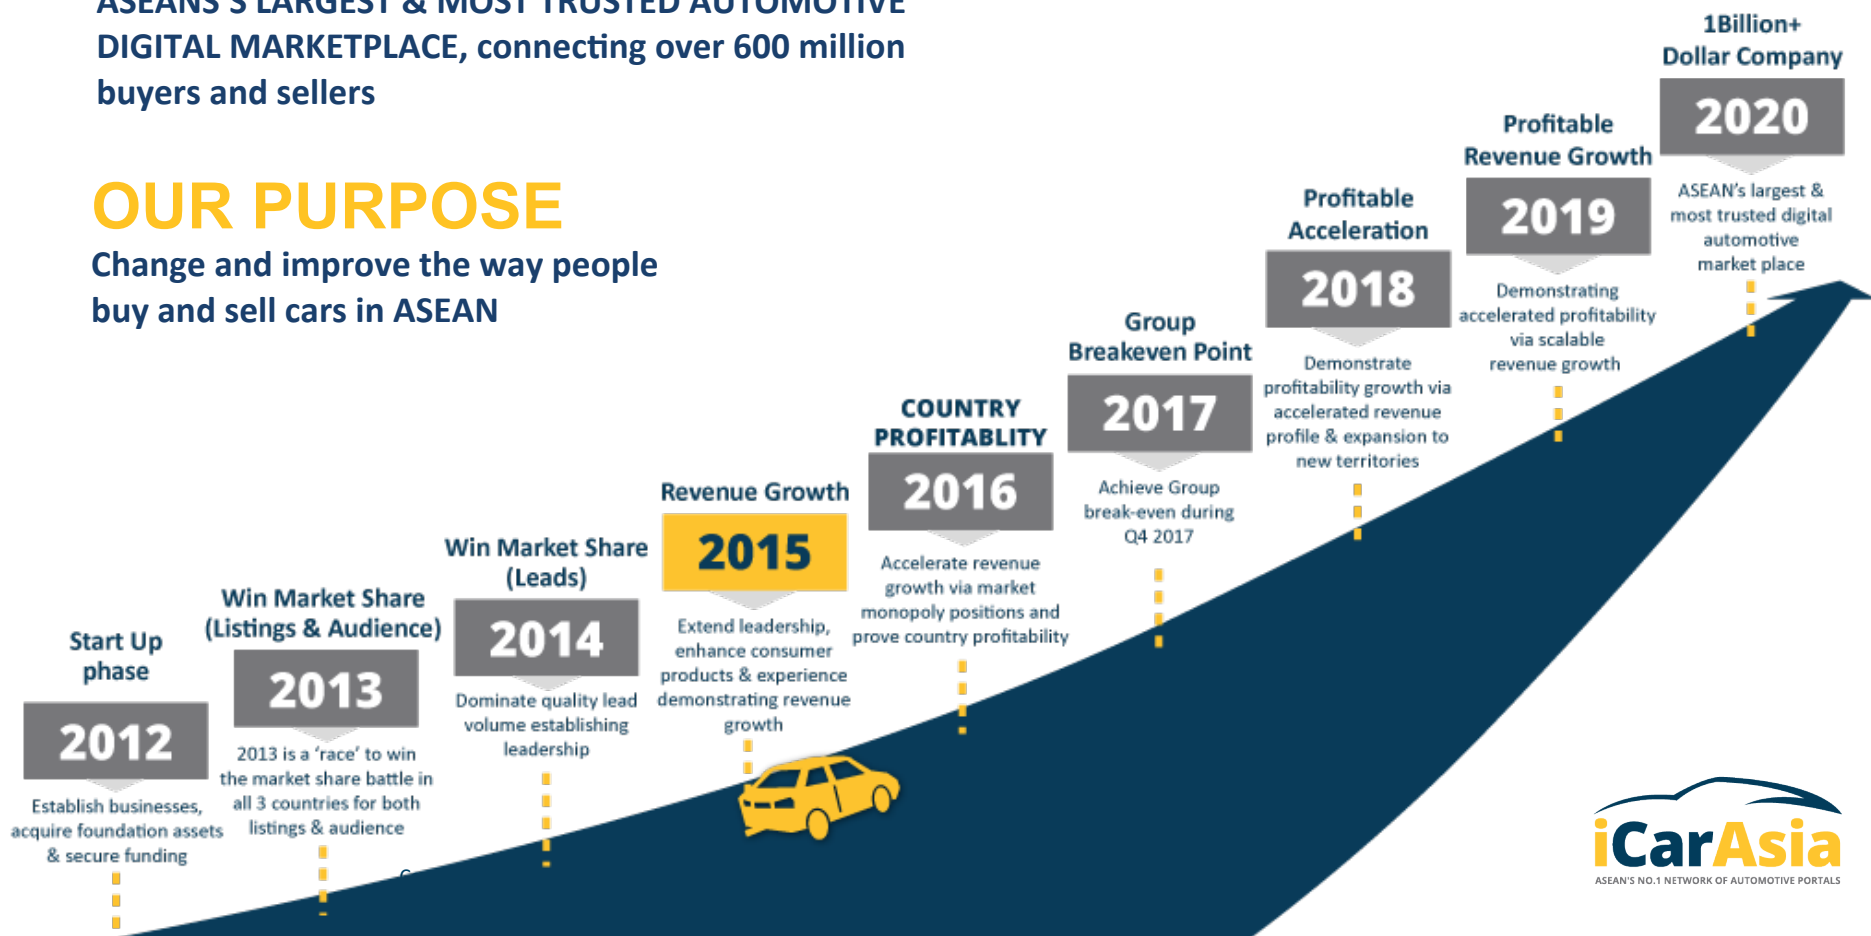 ASEANS'S LARGEST & MOST TRUSTED AUTOMOTIVE
DIGITAL MARKETPLACE, connecting over 600 million
buyers and sellers
OUR PURPOSE
Change and improve the way people
buy and sell cars in ASEAN
Start Up
phase
2012
Establish businesses,
acquire foundation assets
& secure funding
Win Market Share
(Listings & Audience)
2013
2013 is a ‘race’ to win
the market share battle in
all 3 countries for both
listings & audience
Win Market Share
(Leads)
2014
Dominate quality lead
volume establishing
leadership
Revenue Growth
2015
Extend leadership,
enhance consumer
products & experience
demonstrating revenue
growth
COUNTRY
PROFITABLITY
2016
Accelerate revenue
growth via market
monopoly positions and
prove country profitability
Group
Breakeven Point
2017
Achieve Group
break-even during
Q4 2017
Profitable
Acceleration
2018
Demonstrate
profitability growth via
accelerated revenue
profile & expansion to
new territories
Profitable
Revenue Growth
2019
Demonstrating
accelerated profitability
via scalable
revenue growth
1Billion+
Dollar Company
2020
ASEAN's largest &
most trusted digital
automotive
market place
iCarAsia
ASEAN'S NO.1 NETWORK OF AUTOMOTIVE PORTALS